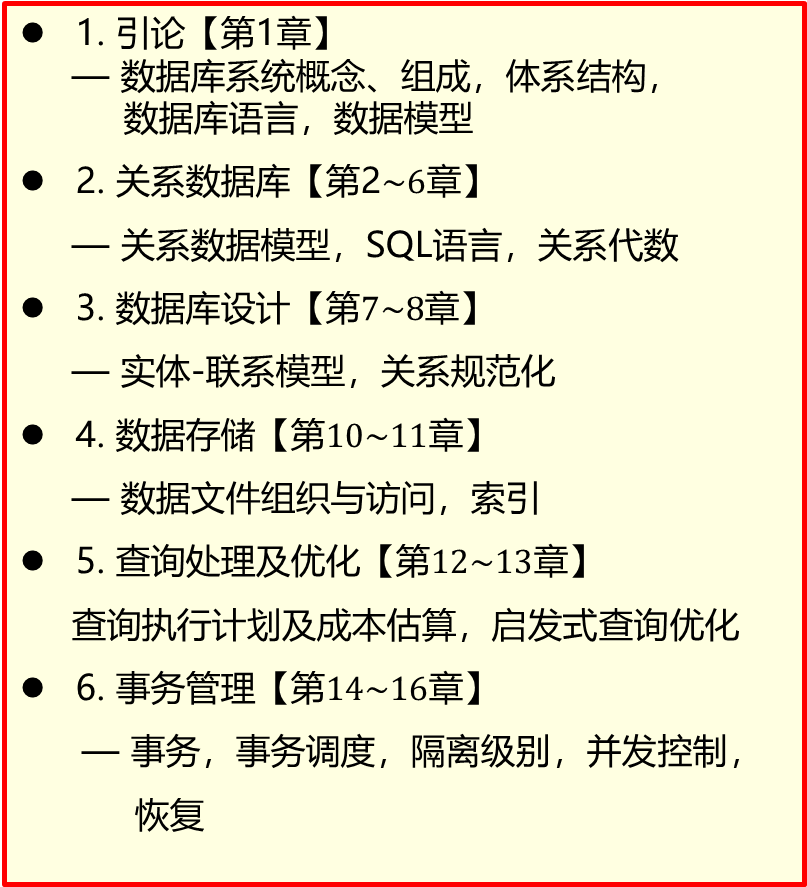 ● 1. 引论【第1章】
— 数据库系统概念、组成，体系结构，
数据库语言，数据模型
● 2. 关系数据库【第2~6章】
— 关系数据模型，SQL语言，关系代数
● 3. 数据库设计【第7~8章】
— 实体-联系模型，关系规范化
● 4. 数据存储【第10~11章】
— 数据文件组织与访问，索引
● 5. 查询处理及优化【第12~13章】
查询执行计划及成本估算，启发式查询优化
● 6. 事务管理【第14~16章】
— 事务，事务调度，隔离级别，并发控制，
恢复